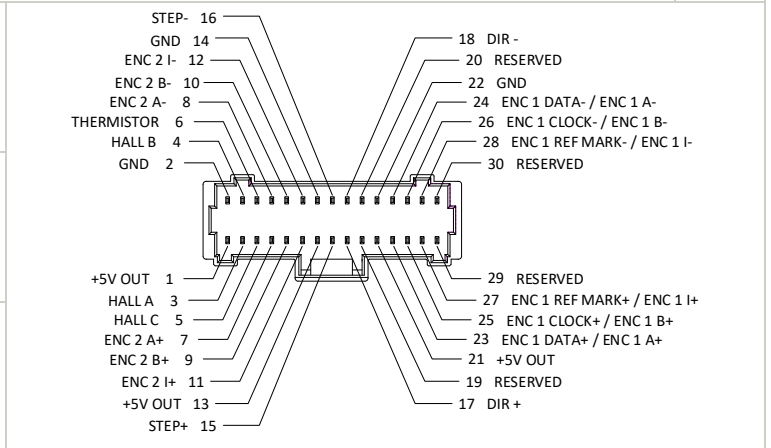 STEP- 16
GND 14
ENC 2 I- 12
ENC 2 B- 10
ENC 2 A- 8
THERMISTOR 6
HALL B 4
GND 2
18 DIR -
20 RESERVED
22 GND
24 ENC 1 DATA- / ENC 1 A-
26 ENC 1 CLOCK- / ENC 1 B-
28 ENC 1 REF MARK- / ENC 1 I-
30 RESERVED
+5V OUT 1
HALL A 3
HALL C 5
ENC 2 A+ 7
ENC 2 B+ 9
ENC 2 I+ 11
+5V OUT 13
STEP+ 15
29 RESERVED
27 ENC 1 REF MARK+ / ENC 1 I+
25 ENC 1 CLOCK+ / ENC 1 B+
23 ENC 1 DATA+ / ENC 1 A+
21 +5V OUT
19 RESERVED
17 DIR +